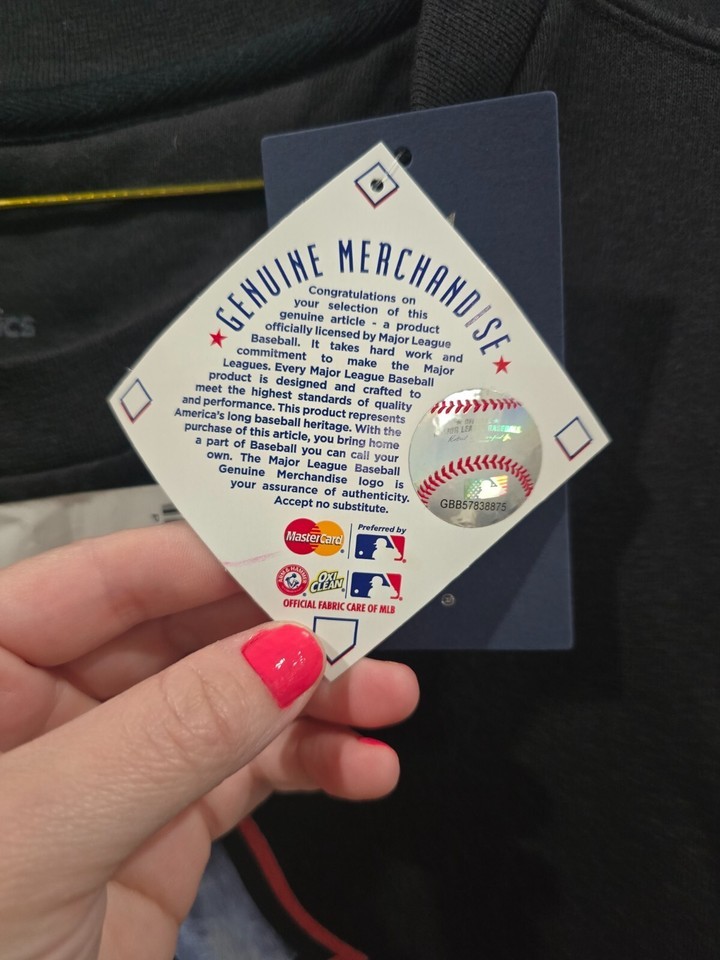 GENUINE MERCHANDISE
Congratulations on
your selection of this
genuine article - a product
officially licensed by Major League
Baseball. It takes hard work and
commitment to make the Major
Leagues. Every Major League Baseball
product is designed and crafted to
meet the highest standards of quality
and performance. This product represents
America's long baseball heritage. With the
purchase of this article, you bring home
a part of Baseball you can call your
own. The Major League Baseball
Genuine Merchandise logo is
your assurance of authenticity.
Accept no substitute.
BASEBALL
GBB57838875
MasterCard
Preferred by
ARM & HAMMER
OXI
CLEAN
OFFICIAL FABRIC CARE OF MLB
ics